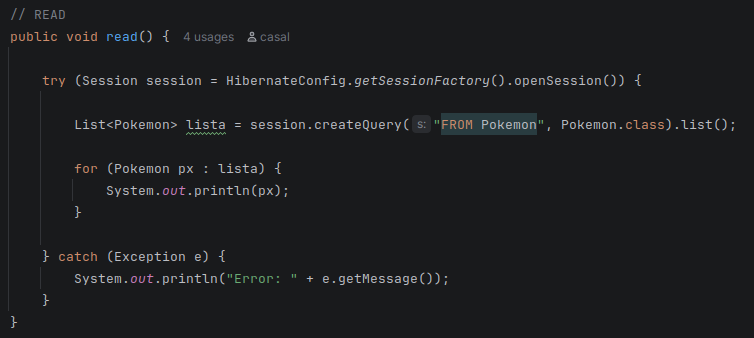 // READ
public void read() { 4 usages casal
try (Session session = HibernateConfig.getSessionFactory().openSession()) {
List<Pokemon> lista = session.createQuery( s: "FROM Pokemon", Pokemon.class).list();
for (Pokemon px : lista) {
System.out.println(px);
}
} catch (Exception e) {
System.out.println("Error: " + e.getMessage());
}
}